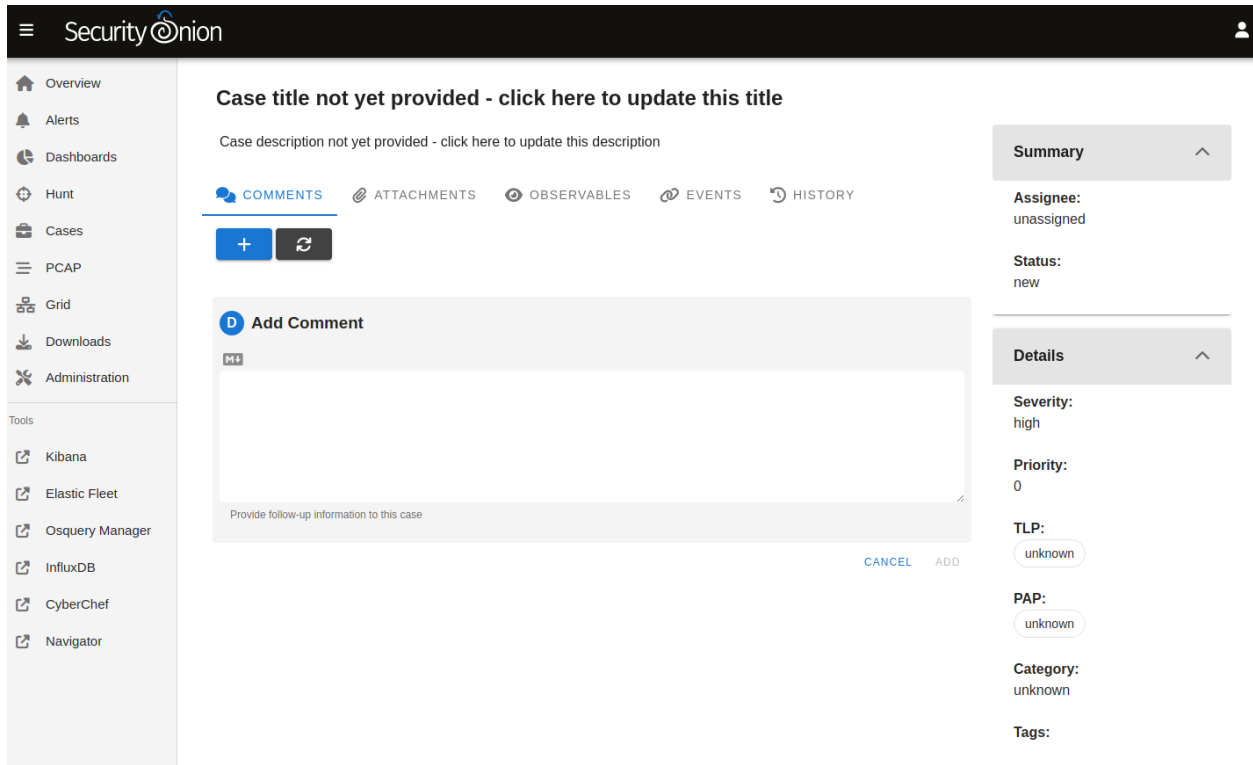 Security Onion
Overview
Alerts
Dashboards
Hunt
Cases
PCAP
Grid
Downloads
Administration
Tools
Kibana
Elastic Fleet
Osquery Manager
InfluxDB
CyberChef
Navigator
Case title not yet provided - click here to update this title
Case description not yet provided - click here to update this description
COMMENTS ATTACHMENTS OBSERVABLES EVENTS HISTORY
+
D Add Comment
M
Provide follow-up information to this case
CANCEL ADD
Summary
Assignee:
unassigned
Status:
new
Details
Severity:
high
Priority:
0
TLP:
unknown
PAP:
unknown
Category:
unknown
Tags: